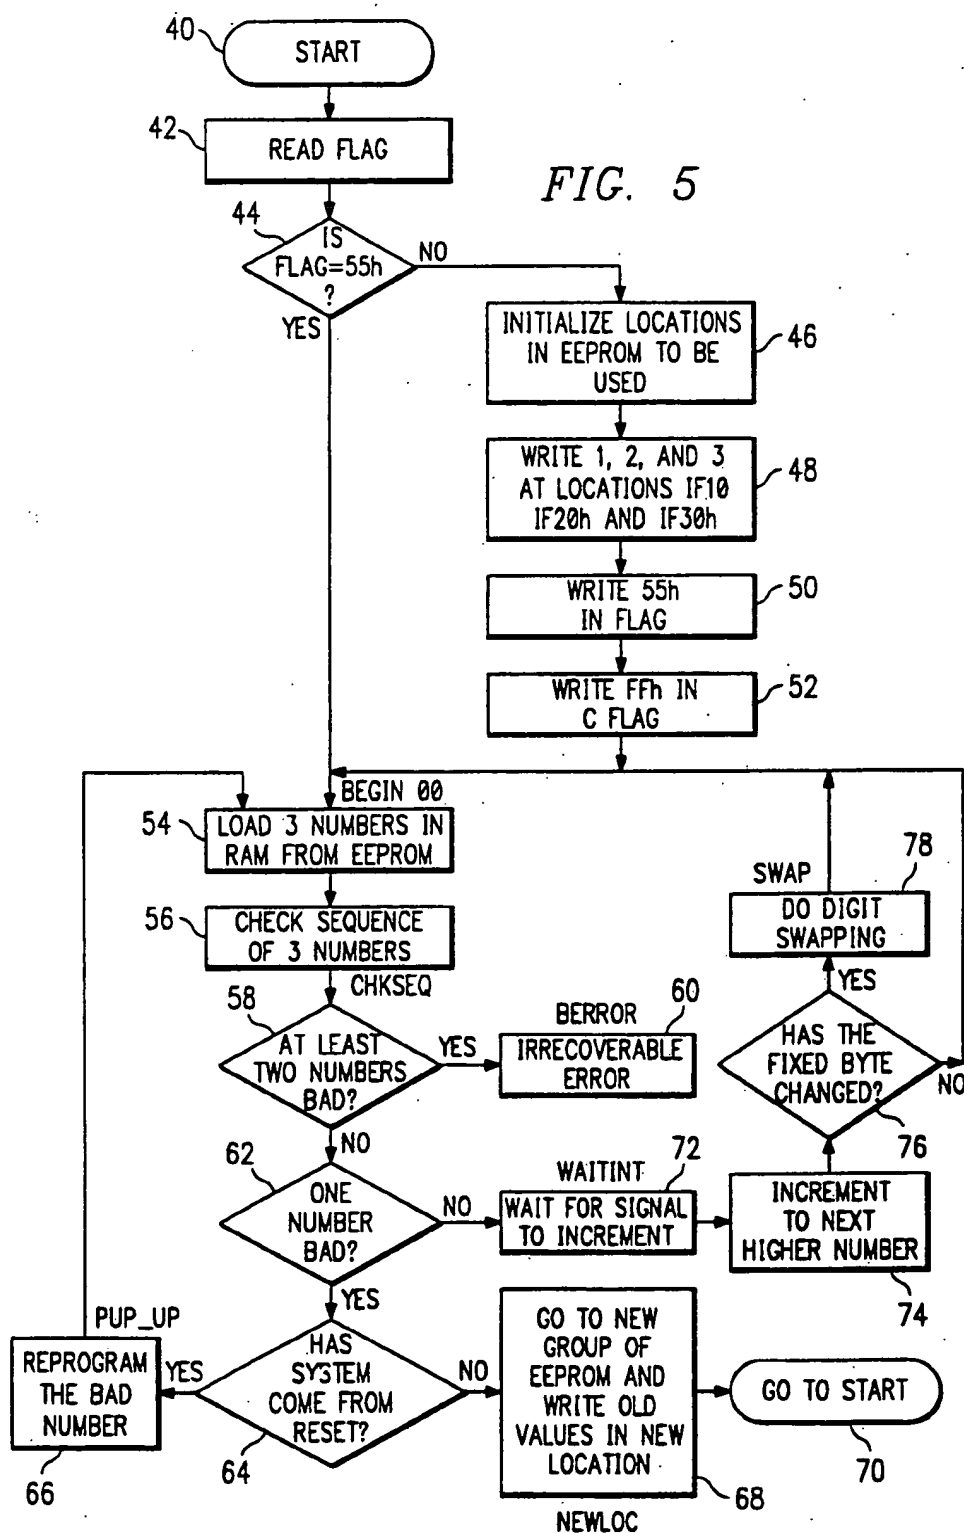 40
START
42
READ FLAG
FIG. 5
44
IS
FLAG=55h
?
NO
YES
INITIALIZE LOCATIONS
IN EEPROM TO BE
USED
46
WRITE 1, 2, AND 3
AT LOCATIONS IF10
IF20h AND IF30h
48
WRITE 55h
IN FLAG
50
WRITE FFh IN
C FLAG
52
BEGIN 00
54
LOAD 3 NUMBERS IN
RAM FROM EEPROM
56
CHECK SEQUENCE
OF 3 NUMBERS
CHKSEQ
58
AT LEAST
TWO NUMBERS
BAD?
YES
NO
BERROR
60
IRRECOVERABLE
ERROR
SWAP
78
DO DIGIT
SWAPPING
YES
HAS THE
FIXED BYTE
CHANGED?
NO
76
62
ONE
NUMBER
BAD?
NO
YES
WAITINT
72
WAIT FOR SIGNAL
TO INCREMENT
INCREMENT
TO NEXT
HIGHER NUMBER
74
PUP_UP
REPROGRAM
THE BAD
NUMBER
66
YES
HAS
SYSTEM
COME FROM
RESET?
64
NO
GO TO NEW
GROUP OF
EEPROM AND
WRITE OLD
VALUES IN NEW
LOCATION
68
NEWLOC
GO TO START
70